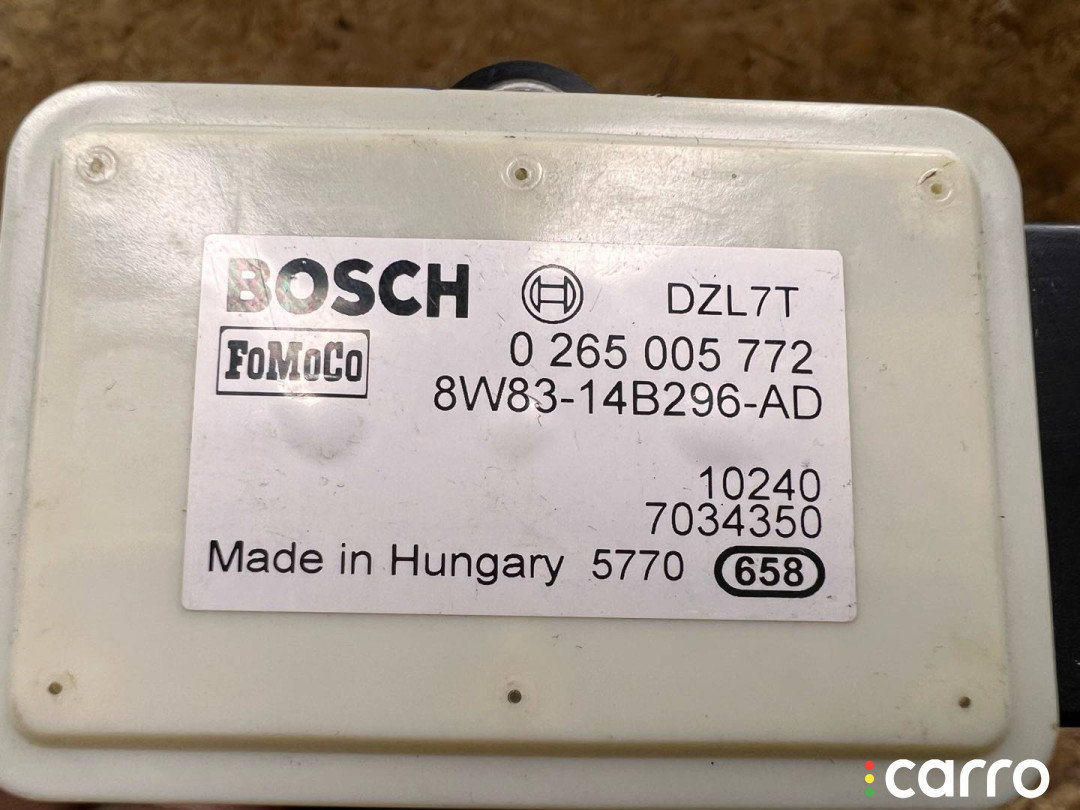 BOSCH DZL7T
FoMoCo 0 265 005 772
8W83-14B296-AD
10240
7034350
Made in Hungary 5770 658
carro